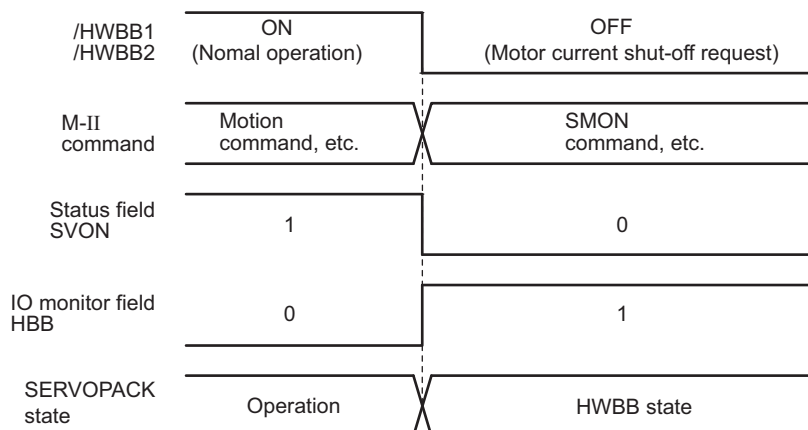 /HWBB1
/HWBB2
ON
(Nomal operation)
OFF
(Motor current shut-off request)
M-II
command
Motion
command, etc.
SMON
command, etc.
Status field
SVON
1
0
IO monitor field
HBB
0
1
SERVOPACK
state
Operation
HWBB state